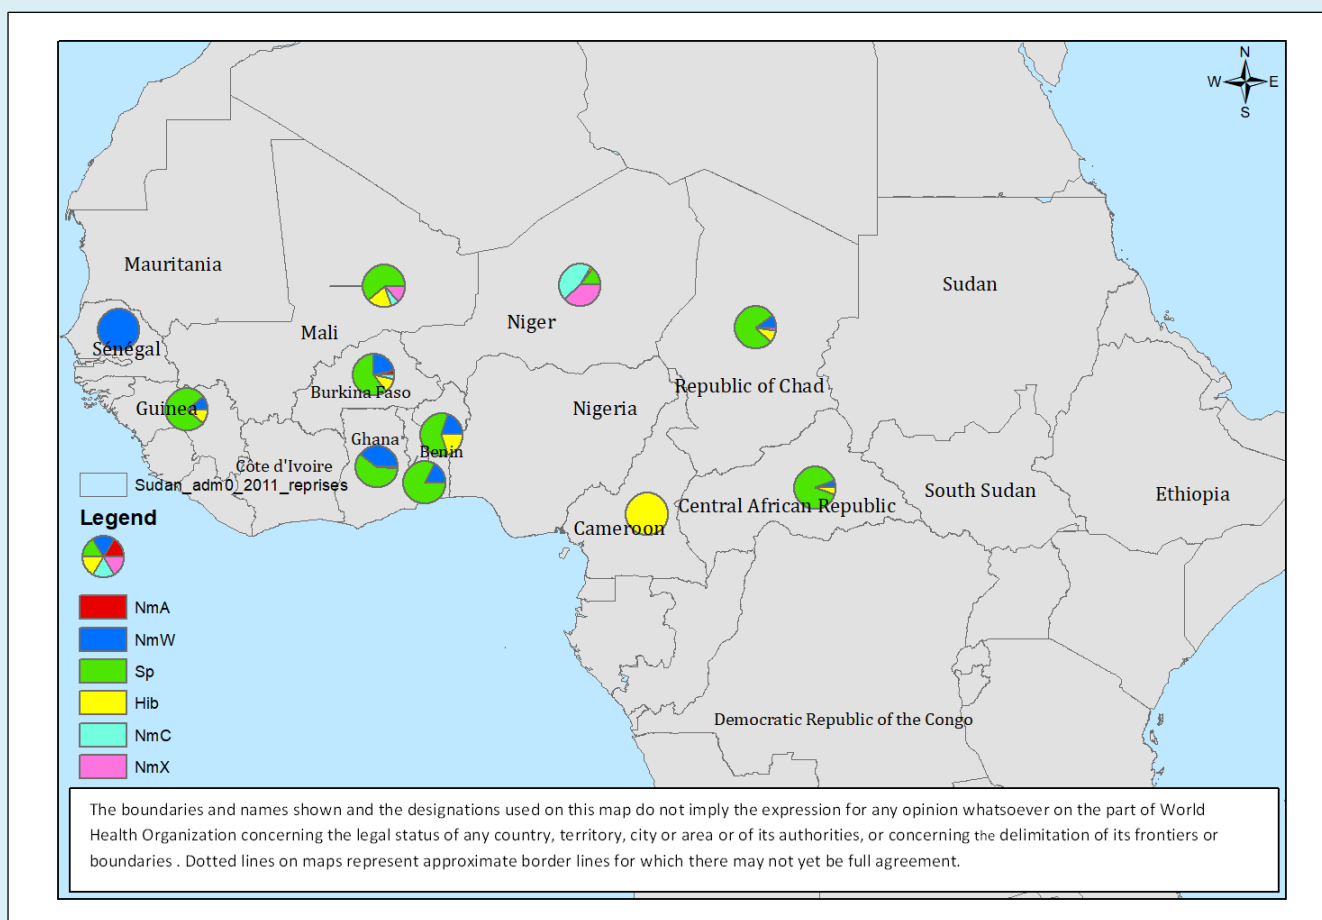 N
W E
S
Mauritania
Sudan
Mali
Niger
Sénégal
Republic of Chad
Burkina Faso
Guinea
Nigeria
Ghana
Benin
Côte d'Ivoire
Sudan_adm0_2011_reprises
South Sudan
Ethiopia
Central African Republic
Cameroon
Legend
NmA
NmW
Sp
Hib
NmC
NmX
Democratic Republic of the Congo
The boundaries and names shown and the designations used on this map do not imply the expression for any opinion whatsoever on the part of World
Health Organization concerning the legal status of any country, territory, city or area or of its authorities, or concerning the delimitation of its frontiers or
boundaries . Dotted lines on maps represent approximate border lines for which there may not yet be full agreement.